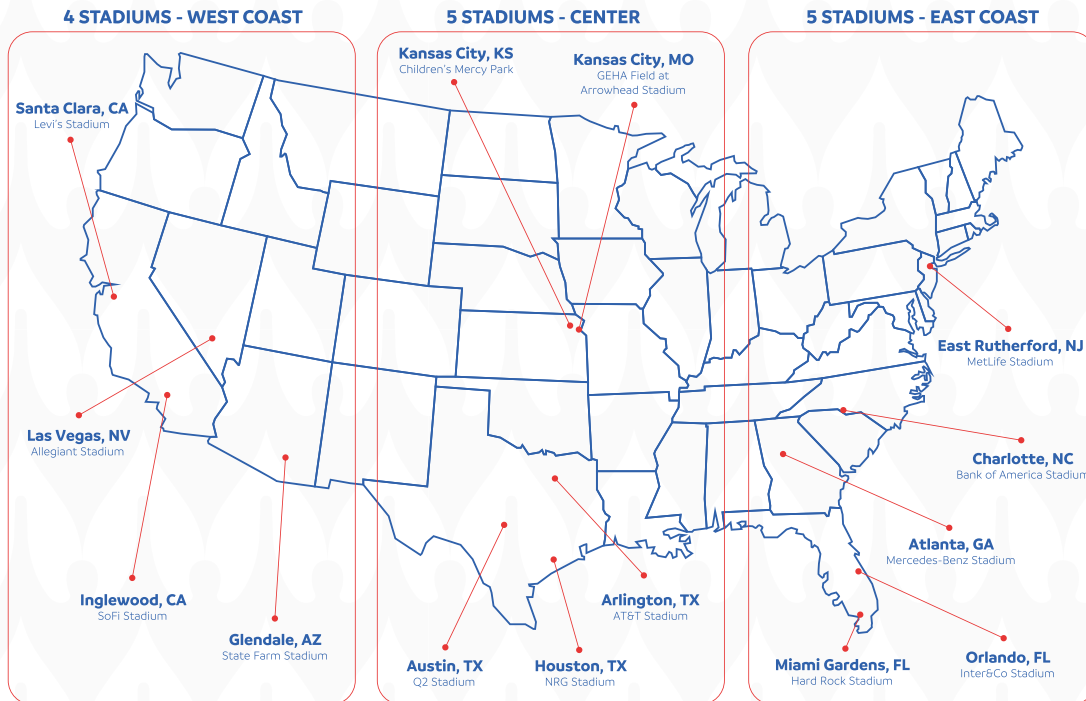 4 STADIUMS - WEST COAST
5 STADIUMS - CENTER
5 STADIUMS - EAST COAST
Santa Clara, CA
Levi's Stadium
Las Vegas, NV
Allegiant Stadium
Inglewood, CA
SoFi Stadium
Glendale, AZ
State Farm Stadium
Kansas City, KS
Children's Mercy Park
Kansas City, MO
GEHA Field at
Arrowhead Stadium
Arlington, TX
AT&T Stadium
Austin, TX
Q2 Stadium
Houston, TX
NRG Stadium
East Rutherford, NJ
MetLife Stadium
Charlotte, NC
Bank of America Stadium
Atlanta, GA
Mercedes-Benz Stadium
Orlando, FL
Inter&Co Stadium
Miami Gardens, FL
Hard Rock Stadium